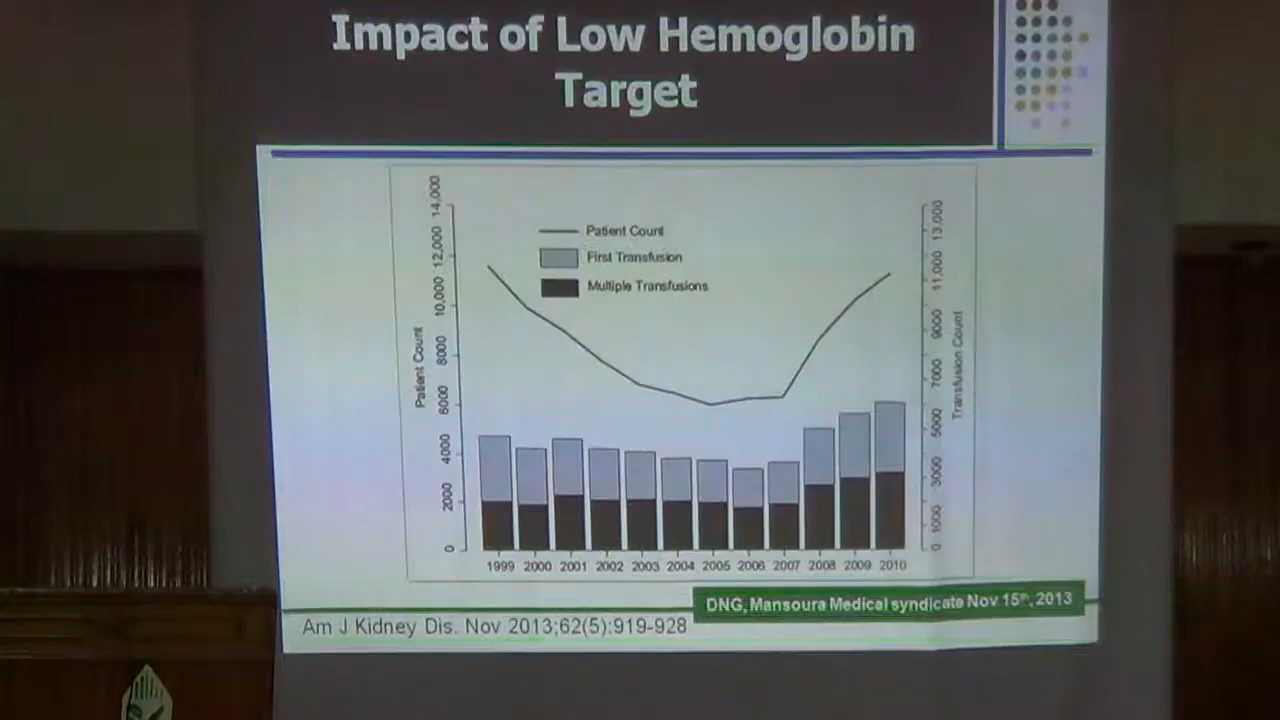 Impact of Low Hemoglobin
Target
Patient Count
First Transfusion
Multiple Transfusions
Patient Count
14,000
12,000
10,000
8000
6000
4000
2000
0
Transfusion Count
13,000
11,000
9000
7000
5000
3000
1000
0
1999 2000 2001 2002 2003 2004 2005 2006 2007 2008 2009 2010
DNG, Mansoura Medical syndicate Nov 15th, 2013
Am J Kidney Dis. Nov 2013;62(5):919-928